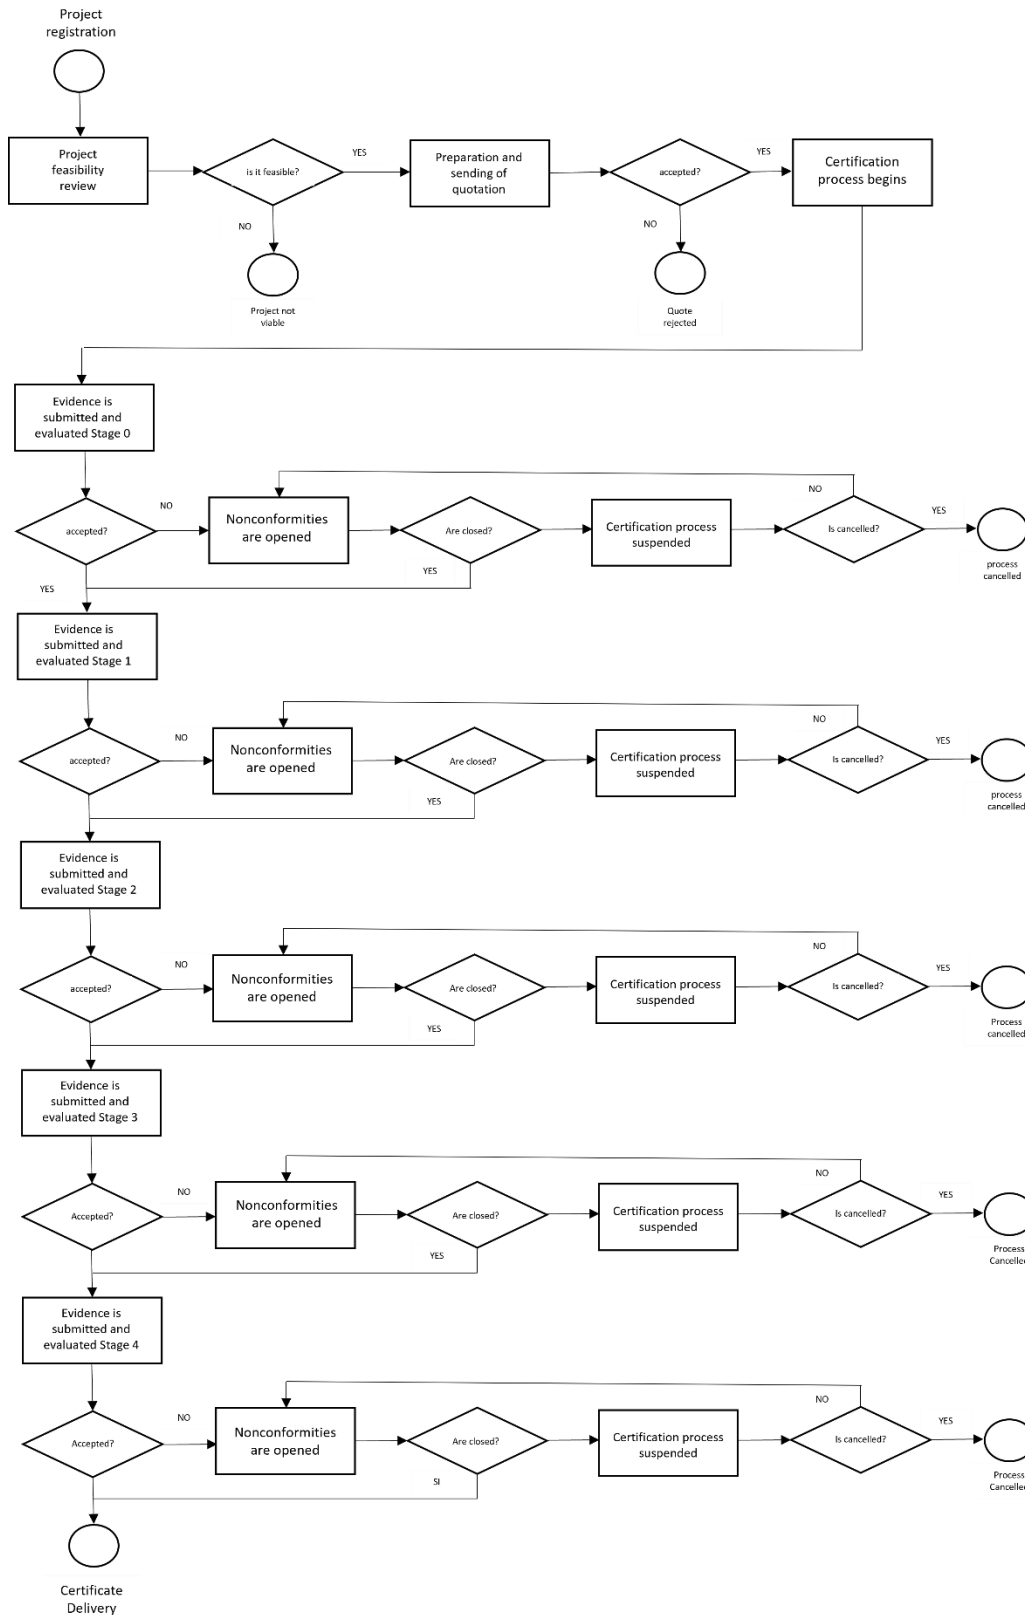 Project
registration
Project
feasibility
review
is it feasible?
YES
NO
Project not
viable
Preparation and
sending of
quotation
accepted?
YES
NO
Quote
rejected
Certification
process begins
Evidence is
submitted and
evaluated Stage 0
accepted?
NO
YES
Nonconformities
are opened
Are closed?
YES
Certification process
suspended
Is cancelled?
NO
YES
process
cancelled
Evidence is
submitted and
evaluated Stage 1
accepted?
NO
Nonconformities
are opened
Are closed?
YES
Certification process
suspended
Is cancelled?
NO
YES
process
cancelled
Evidence is
submitted and
evaluated Stage 2
accepted?
NO
Nonconformities
are opened
Are closed?
YES
Certification process
suspended
Is cancelled?
NO
YES
Process
cancelled
Evidence is
submitted and
evaluated Stage 3
Accepted?
NO
Nonconformities
are opened
Are closed?
YES
Certification process
suspended
Is cancelled?
NO
YES
Process
Cancelled
Evidence is
submitted and
evaluated Stage 4
Accepted?
NO
Nonconformities
are opened
Are closed?
SI
Certification process
suspended
Is cancelled?
NO
YES
Process
Cancelled
Certificate
Delivery